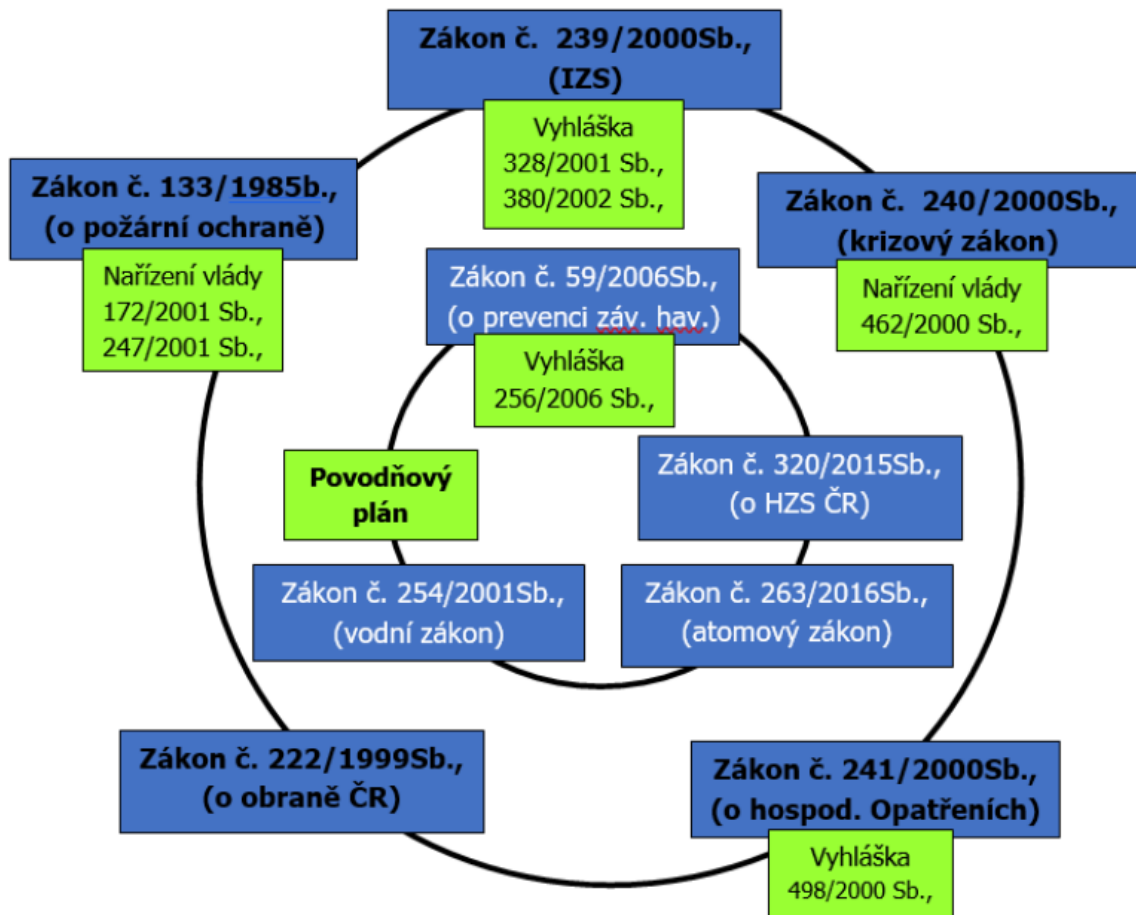 Zákon č.  239/2000Sb.,
(IZS)
Vyhláška
328/2001 Sb.,
380/2002 Sb.,
Zákon č. 133/1985b.,
(o požární ochraně)
Nařízení vlády
172/2001 Sb.,
247/2001 Sb.,
Zákon č.  240/2000Sb.,
(krizový zákon)
Nařízení vlády
462/2000 Sb.,
Zákon č. 59/2006Sb.,
(o prevenci záv. hav.)
Vyhláška
256/2006 Sb.,
Povodňový
plán
Zákon č. 320/2015Sb.,
(o HZS ČR)
Zákon č. 254/2001Sb.,
(vodní zákon)
Zákon č. 263/2016Sb.,
(atomový zákon)
Zákon č. 222/1999Sb.,
(o obraně ČR)
Zákon č. 241/2000Sb.,
(o hospod. Opatřeních)
Vyhláška
498/2000 Sb.,